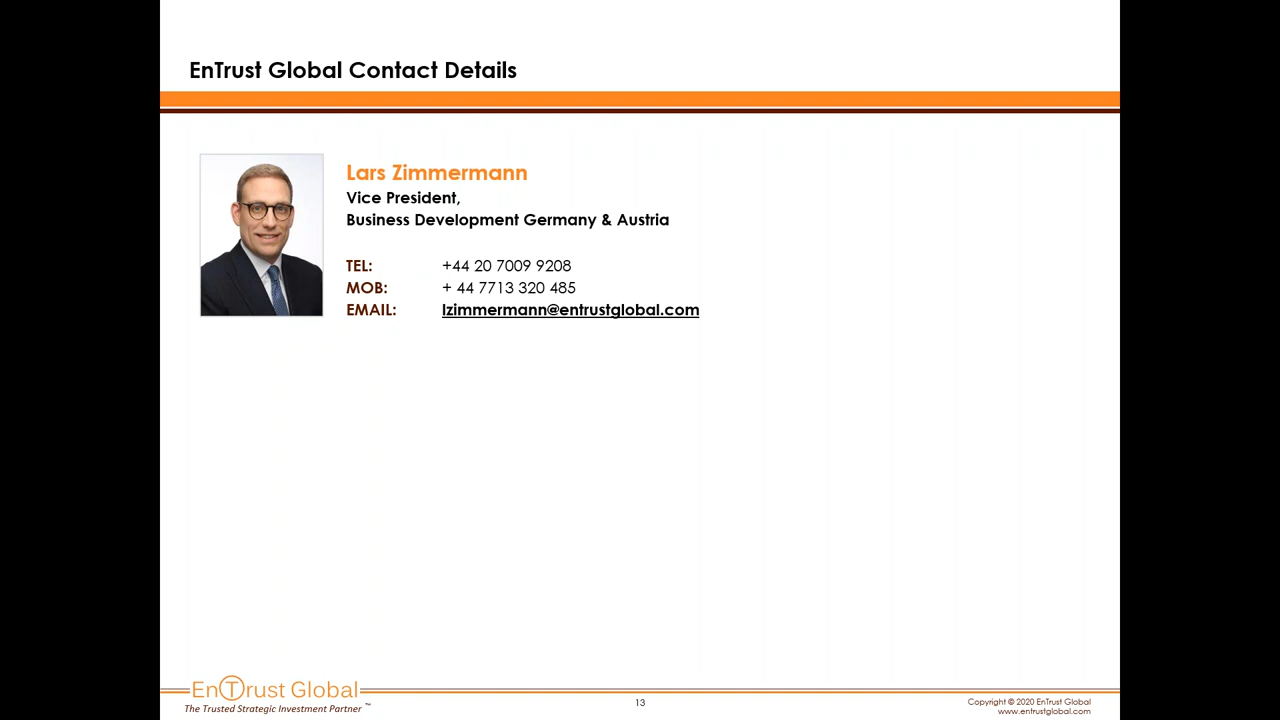 EnTrust Global Contact Details
Lars Zimmermann
Vice President,
Business Development Germany & Austria
TEL: +44 20 7009 9208
MOB: + 44 7713 320 485
EMAIL: lzimmermann@entrustglobal.com
EnTrust Global
The Trusted Strategic Investment Partner ™
13
Copyright © 2020 EnTrust Global
www.entrustglobal.com